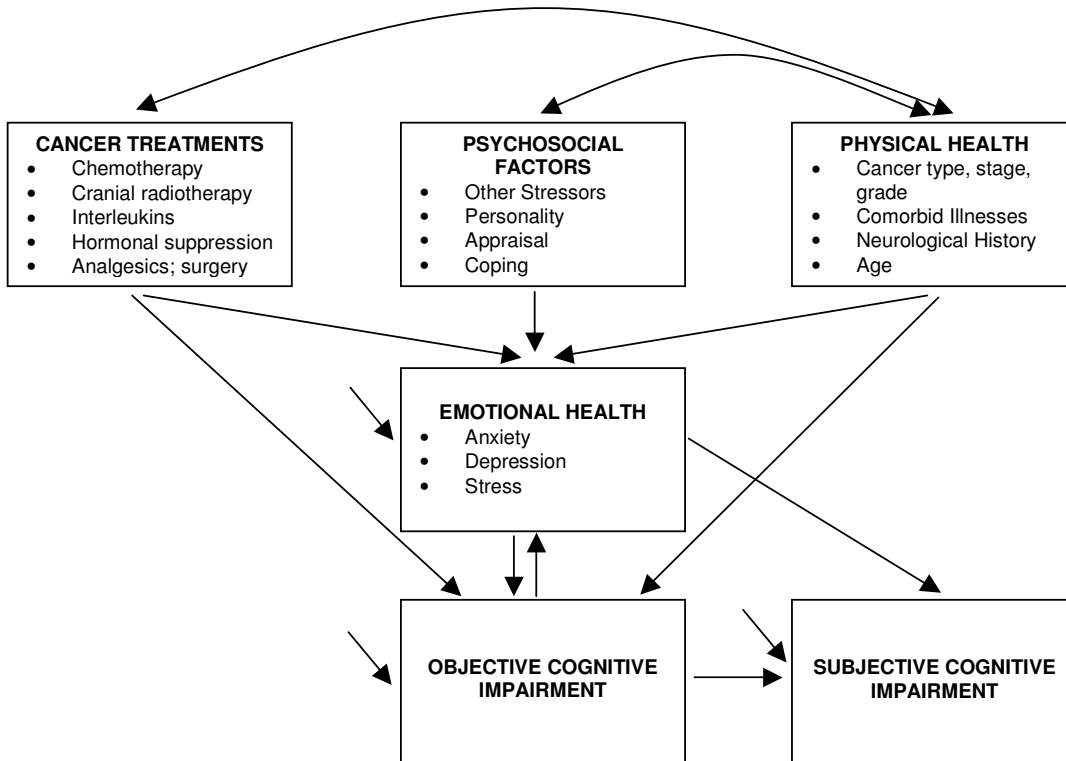 CANCER TREATMENTS
• Chemotherapy
• Cranial radiotherapy
• Interleukins
• Hormonal suppression
• Analgesics; surgery
PSYCHOSOCIAL
FACTORS
• Other Stressors
• Personality
• Appraisal
• Coping
PHYSICAL HEALTH
• Cancer type, stage,
grade
• Comorbid Illnesses
• Neurological History
• Age
EMOTIONAL HEALTH
• Anxiety
• Depression
• Stress
OBJECTIVE COGNITIVE
IMPAIRMENT
SUBJECTIVE COGNITIVE
IMPAIRMENT